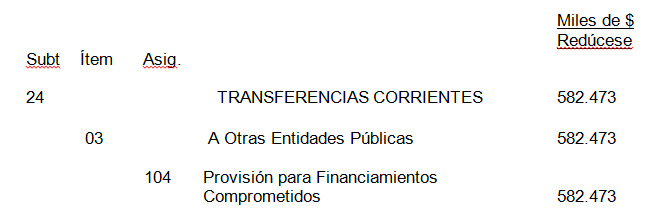 Miles de $
Redúcese
Subt Ítem Asig.
24 TRANSFERENCIAS CORRIENTES 582.473
03 A Otras Entidades Públicas 582.473
104 Provisión para Financiamientos
Comprometidos 582.473